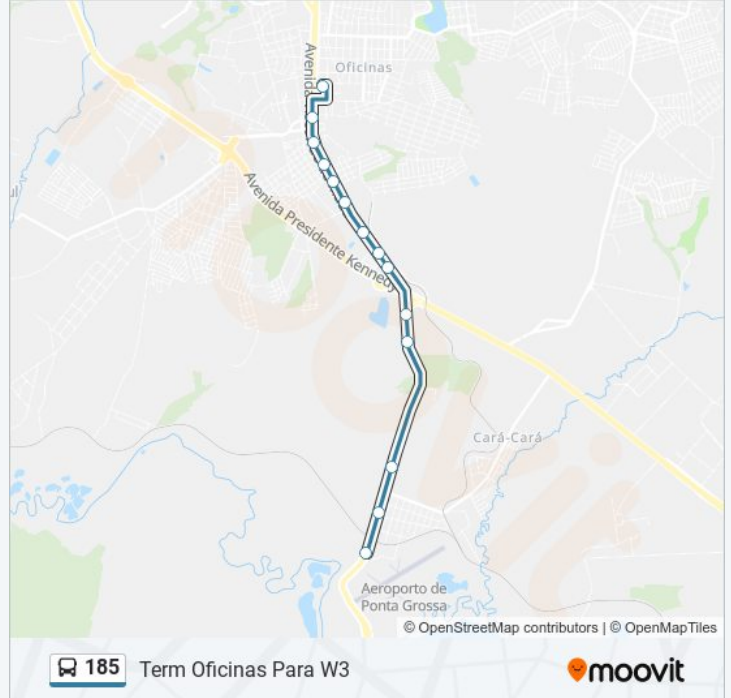 Oficinas
Avenida
ul
Avenida Presidente Kennedy
Cará-Cará
Aeroporto de
Ponta Grossa
© OpenStreetMap contributors | © OpenMapTiles
185 Term Oficinas Para W3
moovit